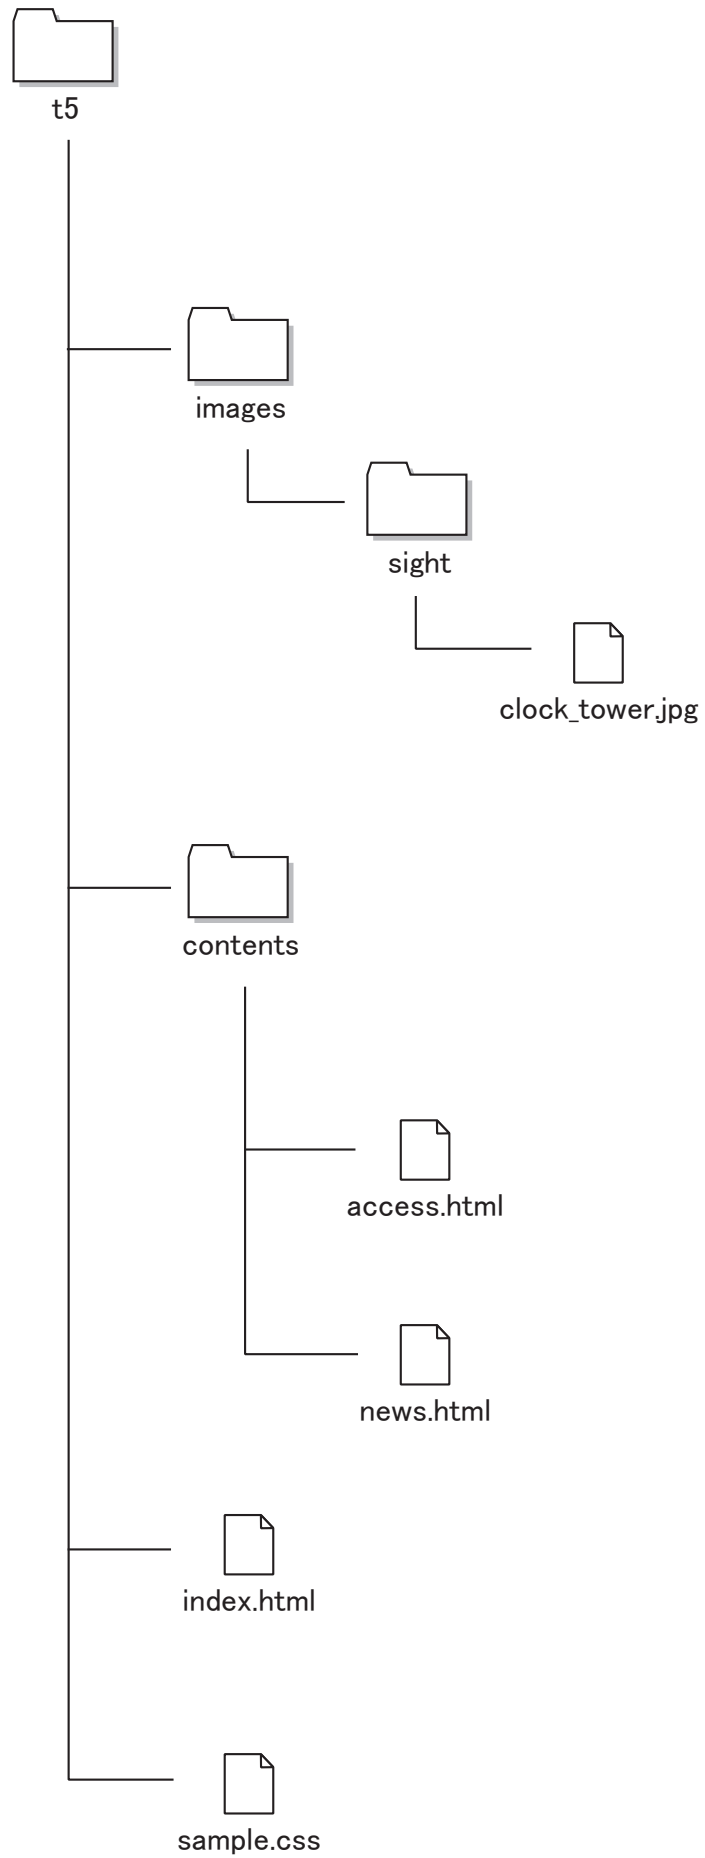 t5
images
sight
clock_tower.jpg
contents
access.html
news.html
index.html
sample.css